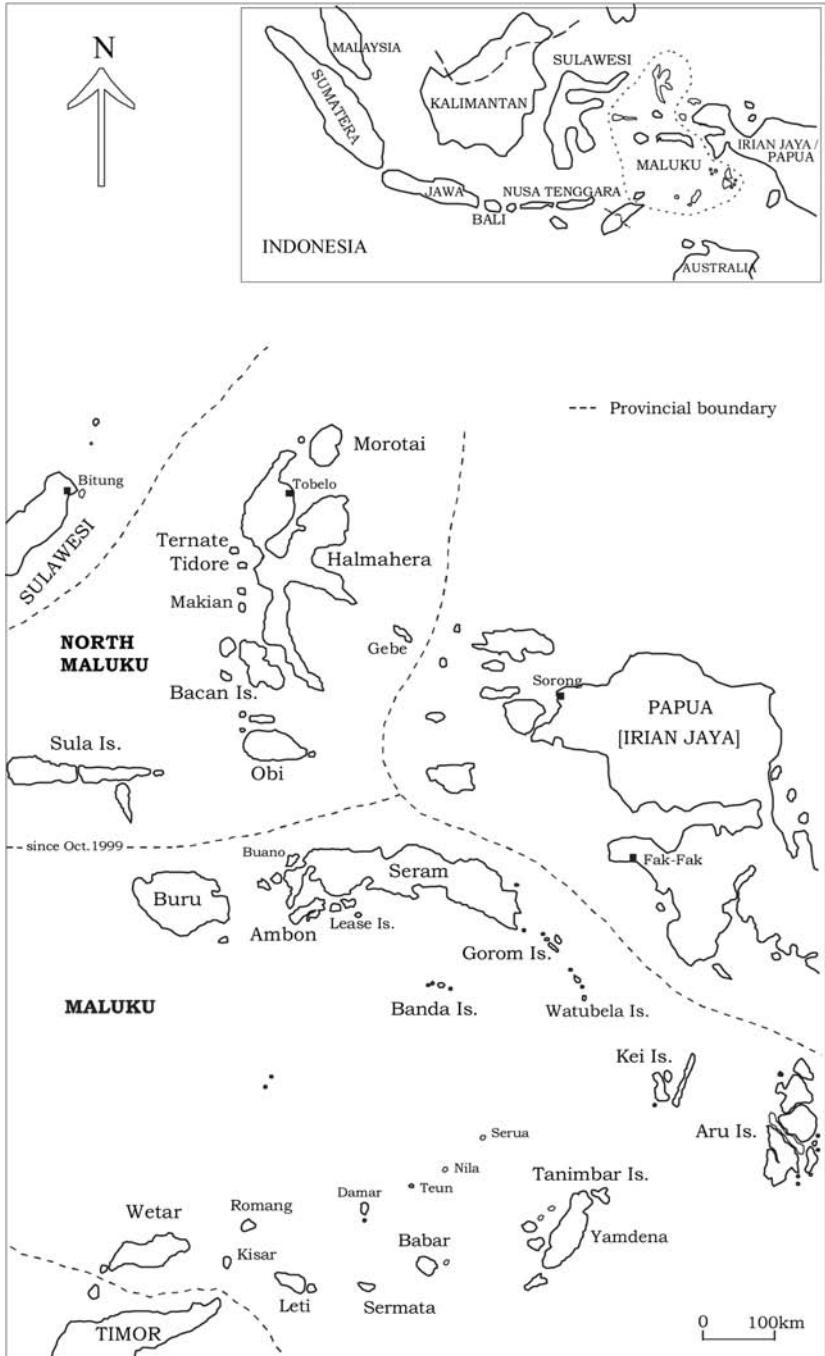 N
MALAYSIA
SUMATERA
KALIMANTAN
SULAWESI
IRIAN JAYA /
PAPUA
MALUKU
JAWA
NUSA TENGGARA
BALI
INDONESIA
AUSTRALIA
Provincial boundary
Morotai
Bitung
Tobelo
SULAWESI
Ternate
Tidore
Halmahera
Makian
NORTH
MALUKU
Gebe
Bacan Is.
Sorong
PAPUA
[IRIAN JAYA]
Sula Is.
Obi
since Oct.1999
Buano
Seram
Fak-Fak
Buru
Ambon
Lease Is.
Gorom Is.
MALUKU
Banda Is.
Watubela Is.
Kei Is.
Aru Is.
Serua
Nila
Tanimbar Is.
Teun
Damar
Wetar
Romang
Yamdena
Babar
Kisar
Leti
Sermata
TIMOR
0 100km